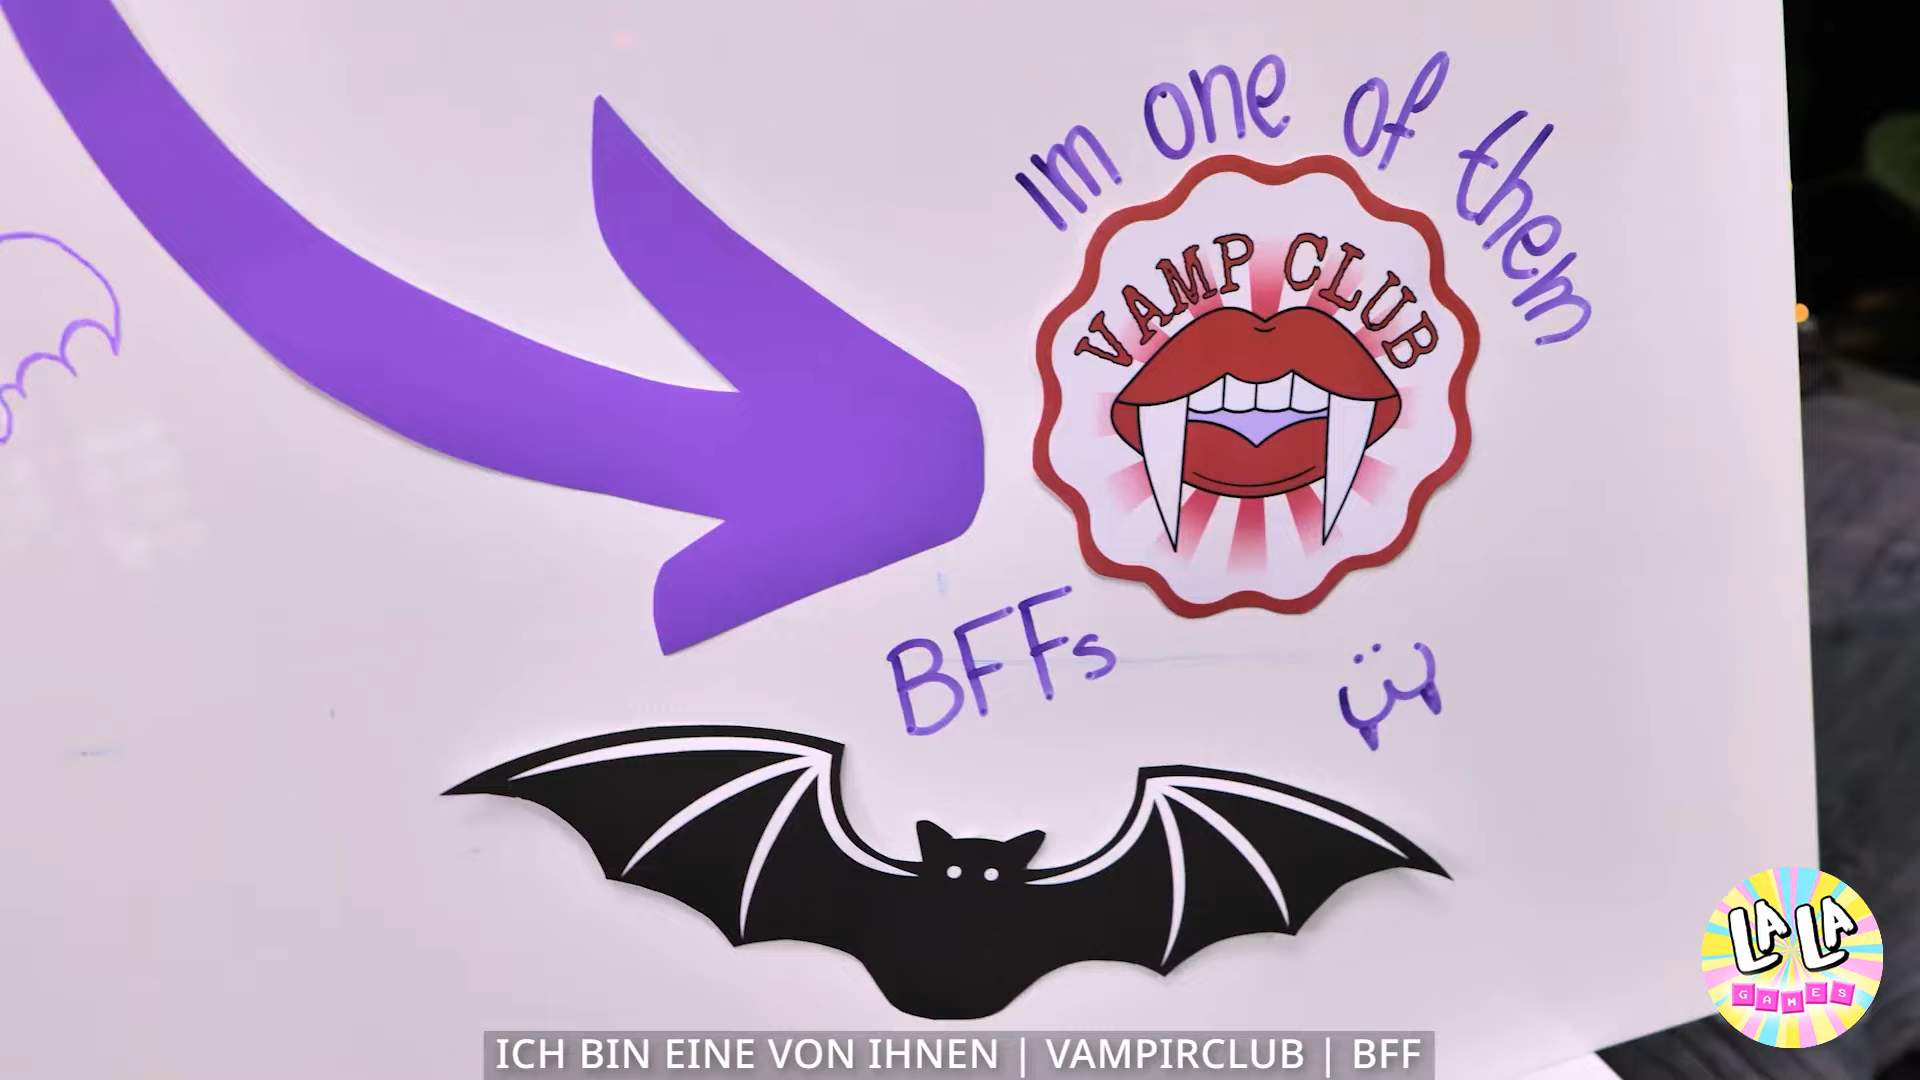 Im one of them
VAMP CLUB
BFFs
LA LA
GAMES
ICH BIN EINE VON IHNEN | VAMPIRCLUB | BFF